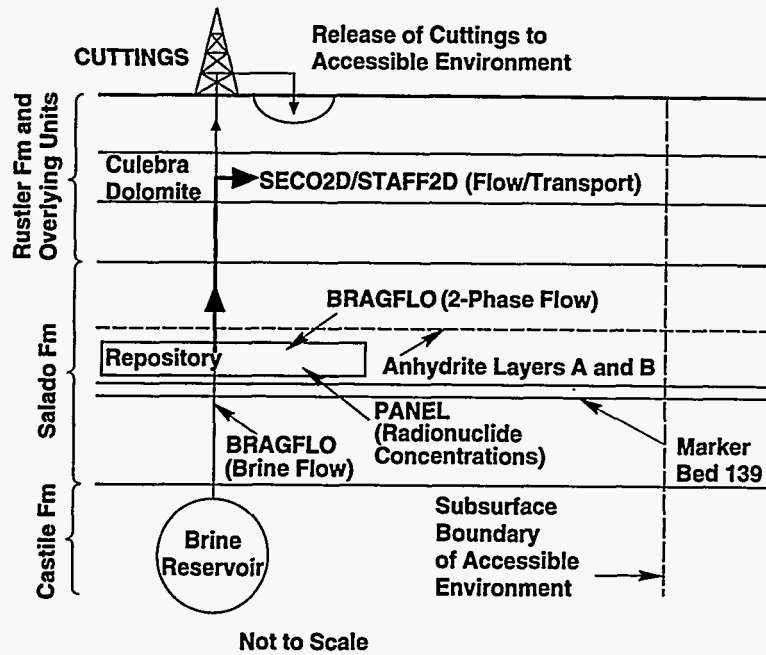 CUTTINGS
Release of Cuttings to
Accessible Environment
Rustler Fm and
Overlying Units
Culebra
Dolomite
SECO2D/STAFF2D (Flow/Transport)
Salado Fm
BRAGFLO (2-Phase Flow)
Repository
Anhydrite Layers A and B
PANEL
(Radionuclide
Concentrations)
BRAGFLO
(Brine Flow)
Marker
Bed 139
Castile Fm
Brine
Reservoir
Subsurface
Boundary
of Accessible
Environment
Not to Scale